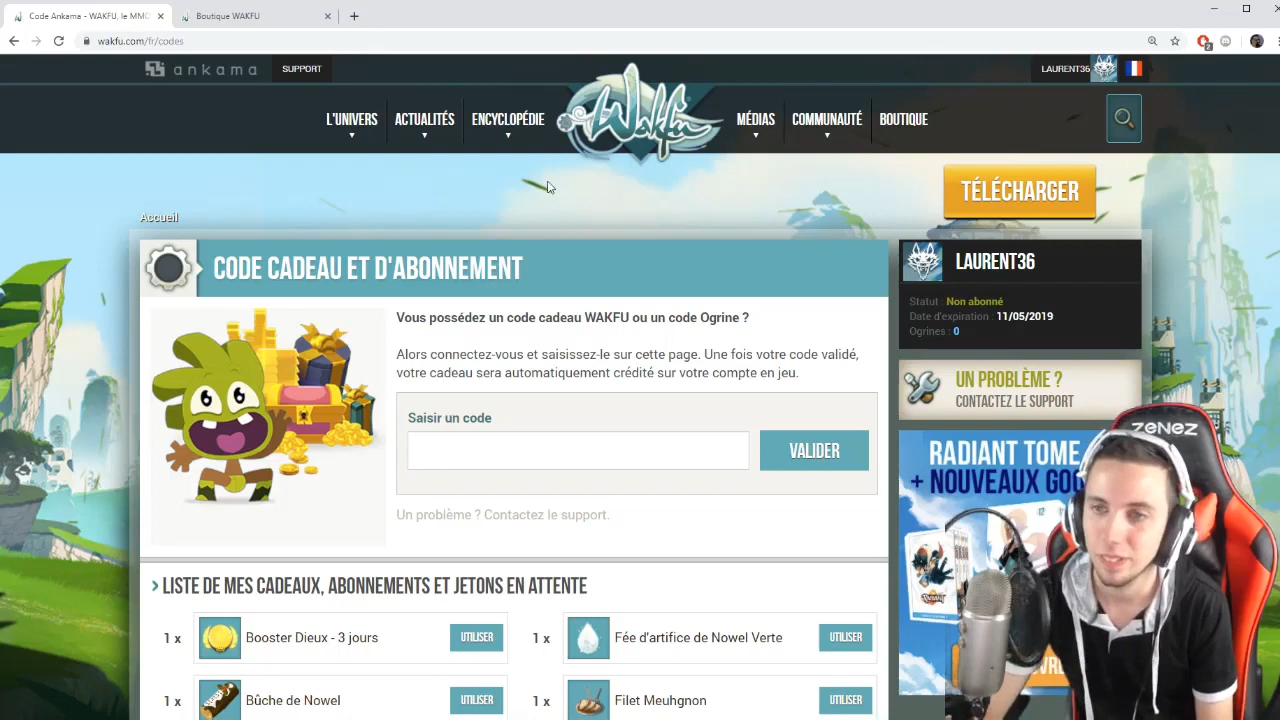 Code Ankama - WAKFU, le MMO
Boutique WAKFU
wakfu.com/fr/codes
2
ankama
SUPPORT
LAURENT36
L'UNIVERS
ACTUALITÉS
ENCYCLOPÉDIE
Wakfu
MÉDIAS
COMMUNAUTÉ
BOUTIQUE
TÉLÉCHARGER
Accueil
CODE CADEAU ET D'ABONNEMENT
Vous possédez un code cadeau WAKFU ou un code Ogrine ?
Alors connectez-vous et saisissez-le sur cette page. Une fois votre code validé,
votre cadeau sera automatiquement crédité sur votre compte en jeu.
Saisir un code
VALIDER
Un problème ? Contactez le support.
LISTE DE MES CADEAUX, ABONNEMENTS ET JETONS EN ATTENTE
1 x Booster Dieux - 3 jours UTILISER
1 x Fée d'artifice de Nowel Verte UTILISER
1 x Bûche de Nowel UTILISER
1 x Filet Meuhgnon UTILISER
LAURENT36
Statut : Non abonné
Date d'expiration : 11/05/2019
Ogrines : 0
UN PROBLÈME ?
CONTACTEZ LE SUPPORT
RADIANT TOME
+ NOUVEAUX GOO
ZENEZ